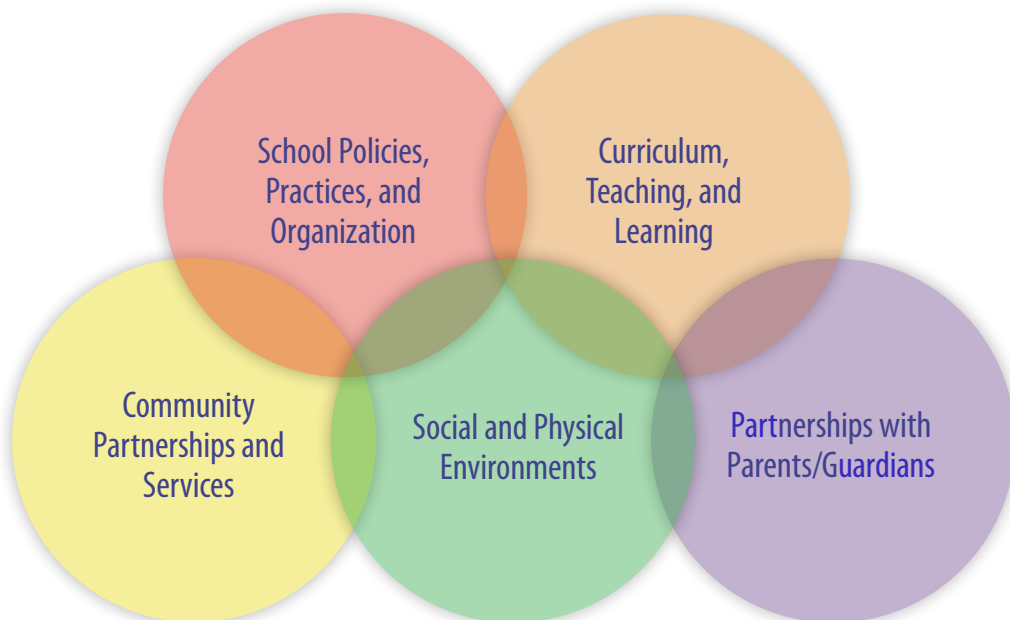 School Policies,
Practices, and
Organization
Curriculum,
Teaching, and
Learning
Community
Partnerships and
Services
Social and Physical
Environments
Partnerships with
Parents/Guardians